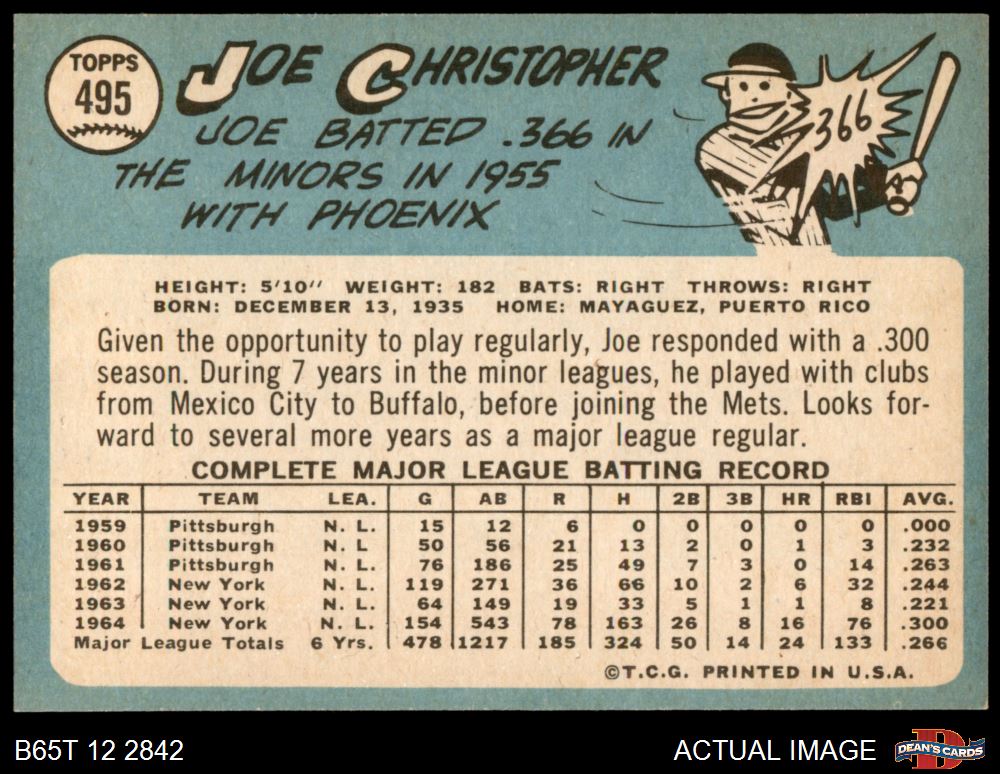 TOPPS
495
JOE CHRISTOPHER
JOE BATTED .366 IN
THE MINORS IN 1955
WITH PHOENIX
366
HEIGHT: 5'10" WEIGHT: 182 BATS: RIGHT THROWS: RIGHT
BORN: DECEMBER 13, 1935 HOME: MAYAGUEZ, PUERTO RICO
Given the opportunity to play regularly, Joe responded with a .300
season. During 7 years in the minor leagues, he played with clubs
from Mexico City to Buffalo, before joining the Mets. Looks for-
ward to several more years as a major league regular.
COMPLETE MAJOR LEAGUE BATTING RECORD
YEAR TEAM LEA. G AB R H 2B 3B HR RBI AVG.
1959 Pittsburgh N. L. 15 12 6 0 0 0 0 0 .000
1960 Pittsburgh N. L 50 56 21 13 2 0 1 3 .232
1961 Pittsburgh N. L. 76 186 25 49 7 3 0 14 .263
1962 New York N. L. 119 271 36 66 10 2 6 32 .244
1963 New York N. L. 64 149 19 33 5 1 1 8 .221
1964 New York N. L. 154 543 78 163 26 8 16 76 .300
Major League Totals 6 Yrs. 478 1217 185 324 50 14 24 133 .266
©T.C.G. PRINTED IN U.S.A.
B65T 12 2842
ACTUAL IMAGE
D
DEAN'S CARDS